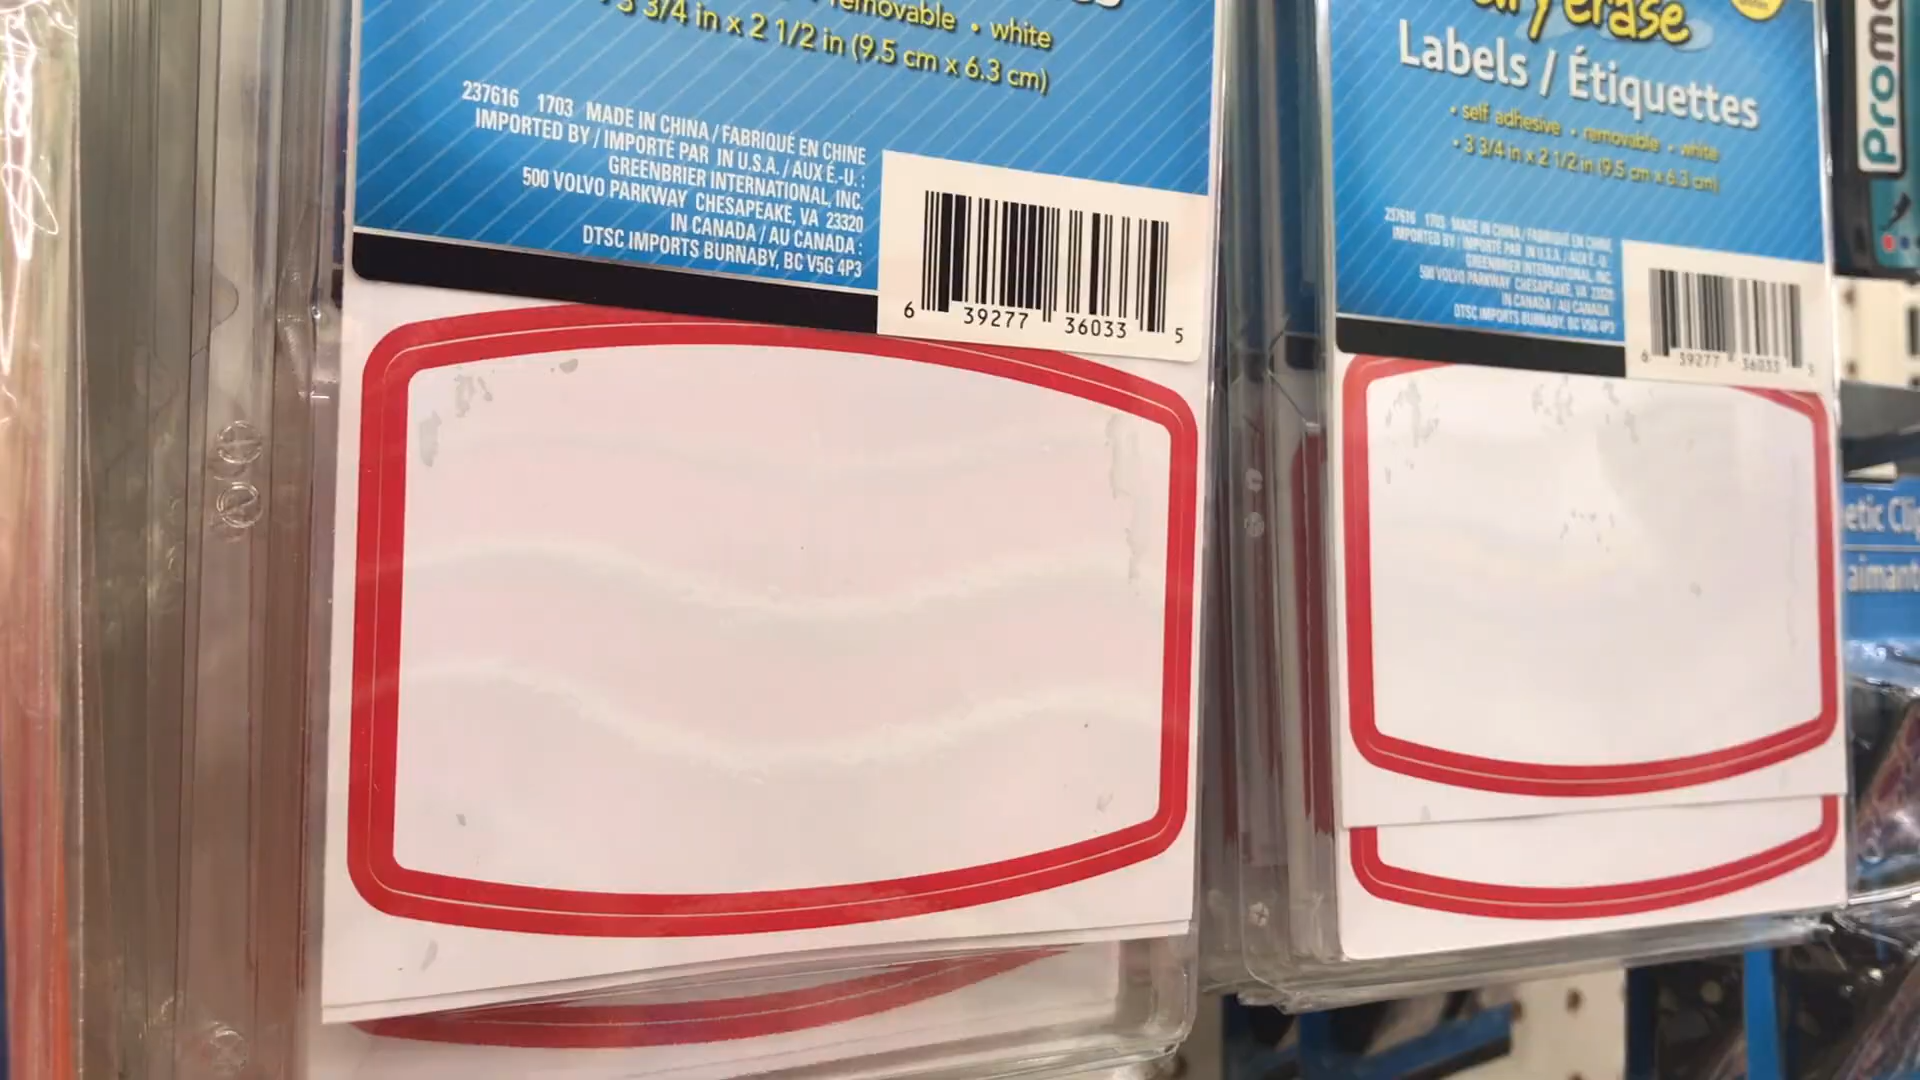 removable • white
3 3/4 in x 2 1/2 in (9.5 cm x 6.3 cm)
237616 1703 MADE IN CHINA / FABRIQUÉ EN CHINE
IMPORTED BY / IMPORTÉ PAR IN U.S.A. / AUX É.-U. :
GREENBRIER INTERNATIONAL, INC.
500 VOLVO PARKWAY CHESAPEAKE, VA 23320
IN CANADA / AU CANADA :
DTSC IMPORTS BURNABY, BC V5G 4P3
6 39277 36033 5
dry erase
Labels / Étiquettes
• self adhesive • removable • white
• 3 3/4 in x 2 1/2 in (9.5 cm x 6.3 cm)
237616 1703 MADE IN CHINA / FABRIQUÉ EN CHINE
IMPORTED BY / IMPORTÉ PAR IN U.S.A. / AUX É.-U. :
GREENBRIER INTERNATIONAL, INC.
500 VOLVO PARKWAY CHESAPEAKE, VA 23320
IN CANADA / AU CANADA :
DTSC IMPORTS BURNABY, BC V5G 4P3
6 39277 36033 5
Promo
etic Clip
aimant